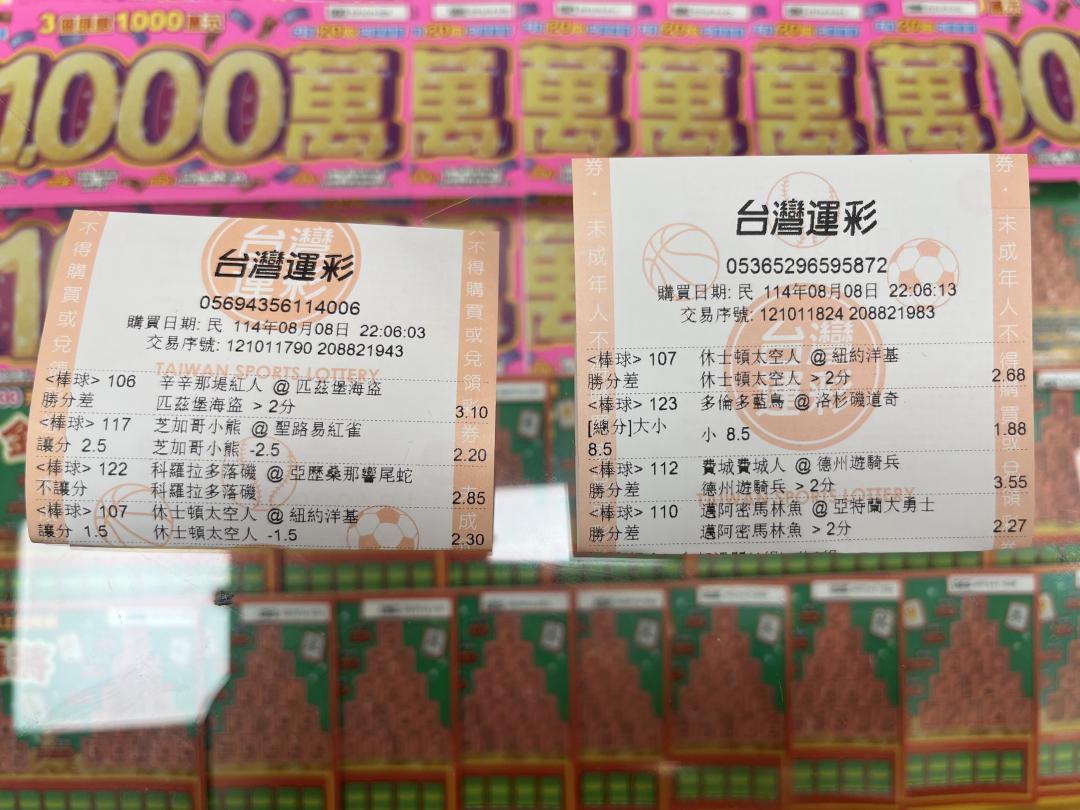 1000萬
1,000萬
萬
萬
萬
萬
萬
台灣運彩
05694356114006
購買日期: 民 114年08月08日 22:06:03
交易序號: 121011790 208821943
TAIWAN SPORTS LOTTERY
<棒球> 106 辛辛那堤紅人 @ 匹茲堡海盜
勝分差 匹茲堡海盜 > 2分 3.10
<棒球> 117 芝加哥小熊 @ 聖路易紅雀
讓分 2.5 芝加哥小熊 -2.5 2.20
<棒球> 122 科羅拉多落磯 @ 亞歷桑那響尾蛇
不讓分 科羅拉多落磯 2.85
<棒球> 107 休士頓太空人 @ 紐約洋基
讓分 1.5 休士頓太空人 -1.5 2.30
不得購買或兌
不得購買或兌領
台灣運彩
05365296595872
購買日期: 民 114年08月08日 22:06:13
交易序號: 121011824 208821983
<棒球> 107 休士頓太空人 @ 紐約洋基
勝分差 休士頓太空人 > 2分 2.68
<棒球> 123 多倫多藍鳥 @ 洛杉磯道奇
[總分]大小 小 8.5 1.88
8.5
<棒球> 112 費城費城人 @ 德州遊騎兵
勝分差 德州遊騎兵 > 2分 3.55
<棒球> 110 邁阿密馬林魚 @ 亞特蘭大勇士
勝分差 邁阿密馬林魚 > 2分 2.27
TAIWAN SPORTS LOTTERY
券・未成年人不得購買